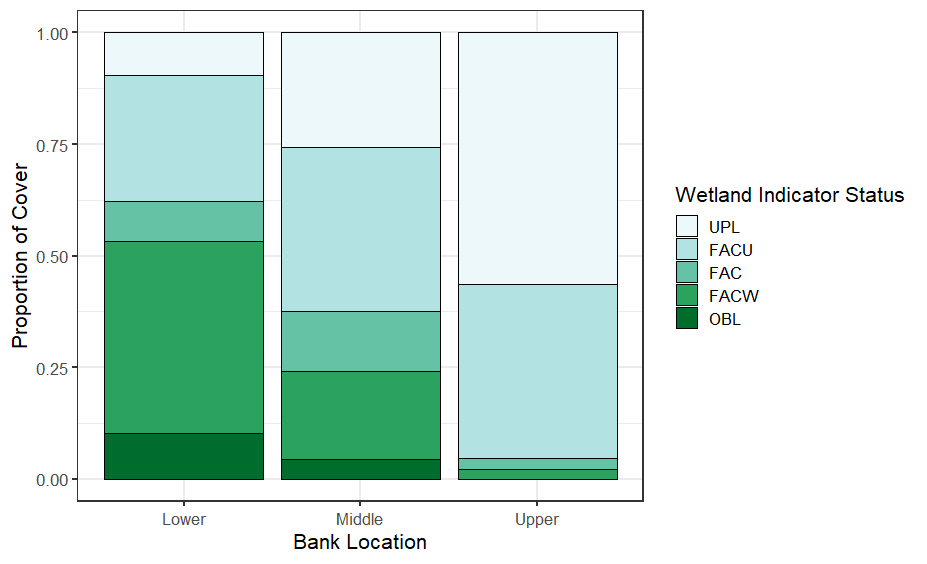 1.00
0.75
0.50
0.25
0.00
Proportion of Cover
Lower Middle Upper
Bank Location
Wetland Indicator Status
UPL
FACU
FAC
FACW
OBL